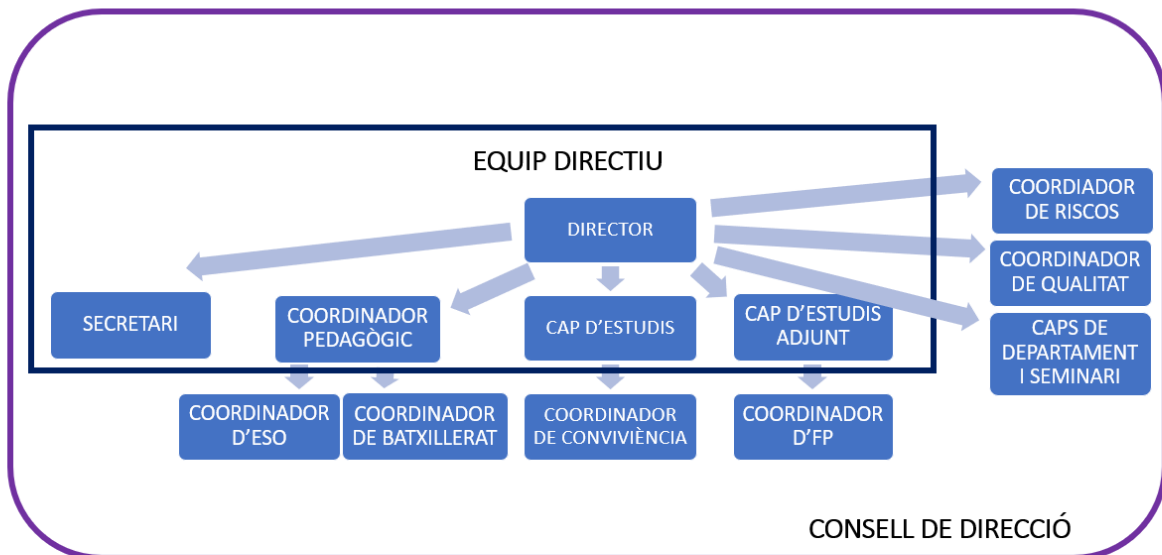 EQUIP DIRECTIU
DIRECTOR
COORDIADOR
DE RISCOS
COORDINADOR
DE QUALITAT
CAPS DE
DEPARTAMENT
I SEMINARI
SECRETARI
COORDINADOR
PEDAGÒGIC
CAP D'ESTUDIS
CAP D'ESTUDIS
ADJUNT
COORDINADOR
D'ESO
COORDINADOR
DE BATXILLERAT
COORDINADOR
DE CONVIVIÈNCIA
COORDINADOR
D'FP
CONSELL DE DIRECCIÓ